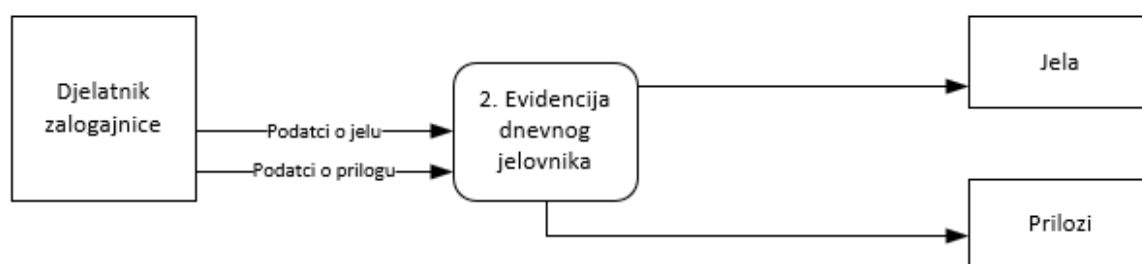 Djelatnik
zalogajnice
Podatci o jelu
Podatci o prilogu
2. Evidencija
dnevnog
jelovnika
Jela
Prilozi